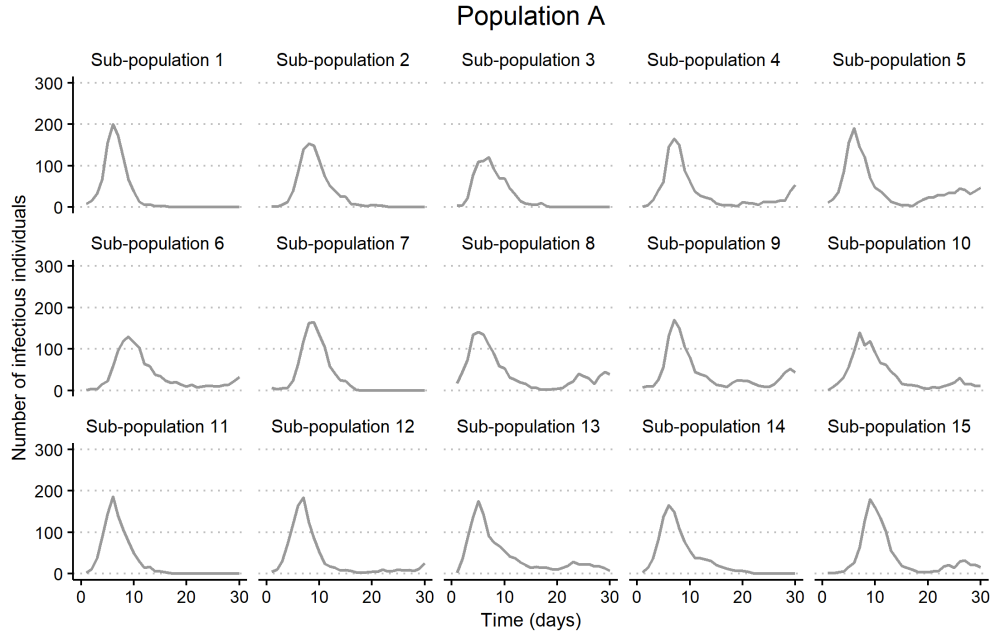 Population A
Sub-population 1 Sub-population 2 Sub-population 3 Sub-population 4 Sub-population 5
300
200
100
0
Sub-population 6 Sub-population 7 Sub-population 8 Sub-population 9 Sub-population 10
300
200
100
0
Sub-population 11 Sub-population 12 Sub-population 13 Sub-population 14 Sub-population 15
300
200
100
0
0 10 20 30 0 10 20 30 0 10 20 30 0 10 20 30 0 10 20 30
Time (days)
Number of infectious individuals